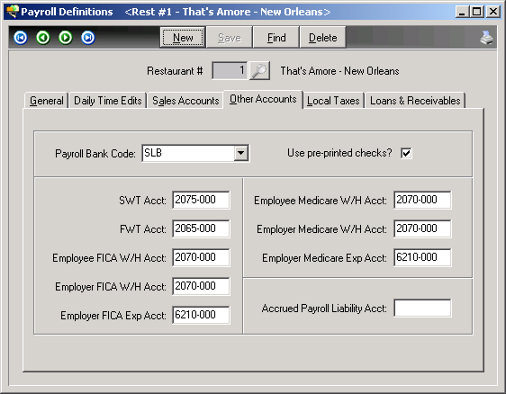 Payroll Definitions <Rest #1 - That's Amore - New Orleans>
New Save Find Delete
Restaurant # 1 That's Amore - New Orleans
General Daily Time Edits Sales Accounts Other Accounts Local Taxes Loans & Receivables
Payroll Bank Code: SLB Use pre-printed checks?
SWT Acct: 2075-000 Employee Medicare W/H Acct: 2070-000
FWT Acct: 2065-000 Employer Medicare W/H Acct: 2070-000
Employee FICA W/H Acct: 2070-000 Employer Medicare Exp Acct: 6210-000
Employer FICA W/H Acct: 2070-000
Employer FICA Exp Acct: 6210-000 Accrued Payroll Liability Acct: